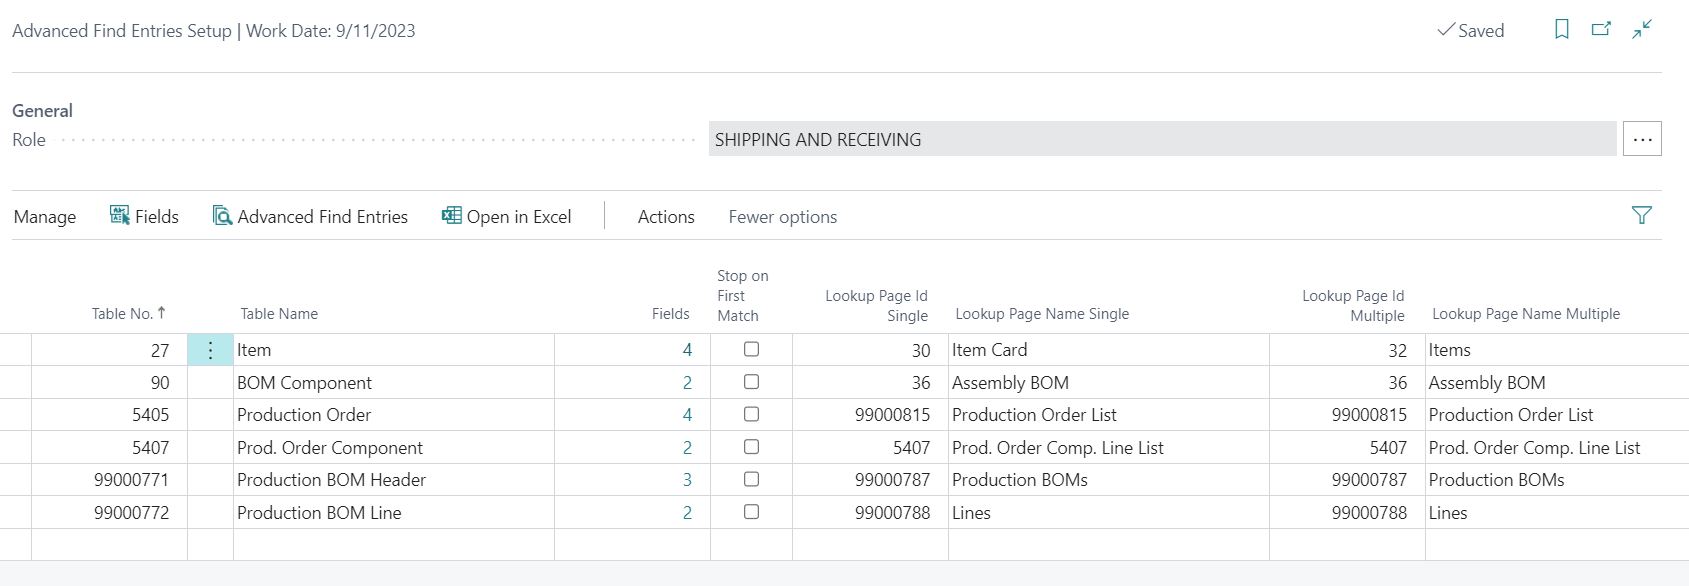 Advanced Find Entries Setup | Work Date: 9/11/2023
Saved
General
Role
SHIPPING AND RECEIVING
Manage Fields Advanced Find Entries Open in Excel Actions Fewer options
Table No. ↑ Table Name Fields Stop on First Match Lookup Page Id Single Lookup Page Name Single Lookup Page Id Multiple Lookup Page Name Multiple
27 Item 4 30 Item Card 32 Items
90 BOM Component 2 36 Assembly BOM 36 Assembly BOM
5405 Production Order 4 99000815 Production Order List 99000815 Production Order List
5407 Prod. Order Component 2 5407 Prod. Order Comp. Line List 5407 Prod. Order Comp. Line List
99000771 Production BOM Header 3 99000787 Production BOMs 99000787 Production BOMs
99000772 Production BOM Line 2 99000788 Lines 99000788 Lines